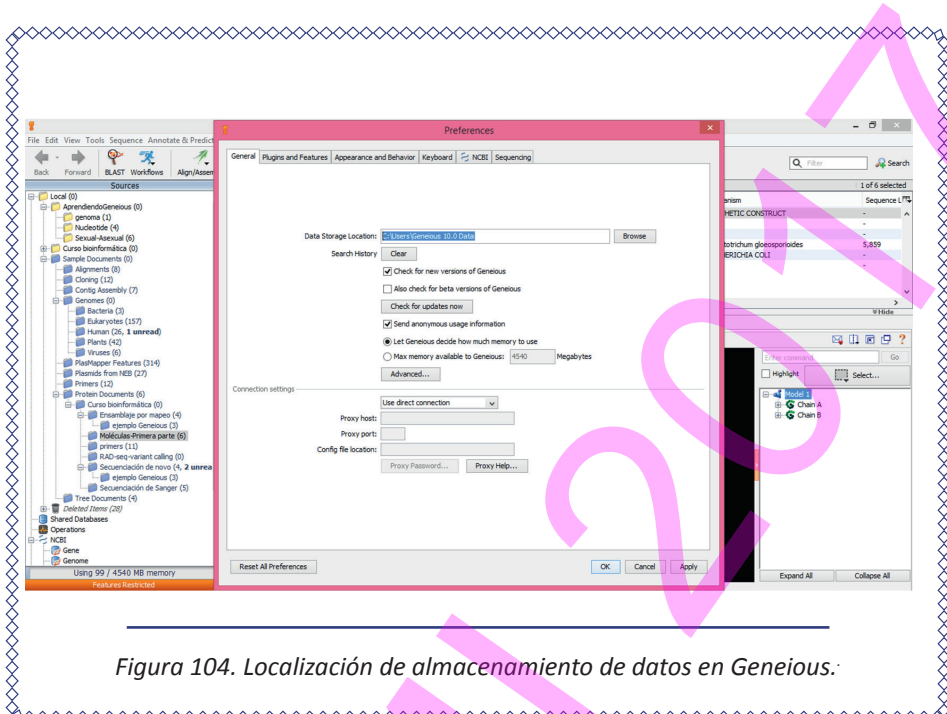 Preferences
File Edit View Tools Sequence Annotate & Predict
Back Forward BLAST Workflows Align/Assem
Filter Search
Sources
1 of 6 selected
Local (0)
AprendiendoGeneious (0)
genoma (1)
Nucleotide (4)
Sexual-Asexual (6)
Curso bioinformática (0)
Sample Documents (0)
Alignments (8)
Cloning (12)
Contig Assembly (7)
Genomes (0)
Bacteria (3)
Eukaryotes (157)
Human (26, 1 unread)
Plants (42)
Viruses (6)
PlasMapper Features (314)
Plasmids from NEB (27)
Primers (12)
Protein Documents (6)
Curso bioinformática (0)
Ensamblaje por mapeo (4)
ejemplo Geneious (3)
Moléculas-Primera parte (6)
primers (11)
RAD-seq-variant calling (0)
Secuenciación de novo (4, 2 unrea
ejemplo Geneious (3)
Secuenciación de Sanger (5)
Tree Documents (4)
Deleted Items (28)
Shared Databases
Operations
NCBI
Gene
Genome
Using 99 / 4540 MB memory
Features Restricted
General Plugins and Features Appearance and Behavior Keyboard NCBI Sequencing
Data Storage Location: C:\Users\Geneious 10.0 Data Browse
Search History Clear
Check for new versions of Geneious
Also check for beta versions of Geneious
Check for updates now
Send anonymous usage information
Let Geneious decide how much memory to use
Max memory available to Geneious: 4540 Megabytes
Advanced...
Connection settings
Use direct connection
Proxy host:
Proxy port:
Config file location:
Proxy Password... Proxy Help...
Reset All Preferences OK Cancel Apply
anism Sequence L
HETIC CONSTRUCT -
-
-
totrichum gloeosporioides 5,859
HERICHIA COLI -
-
Hide
?
Enter command Go
Highlight Select...
Model 1
Chain A
Chain B
Expand All Collapse All
Figura 104. Localización de almacenamiento de datos en Geneious.